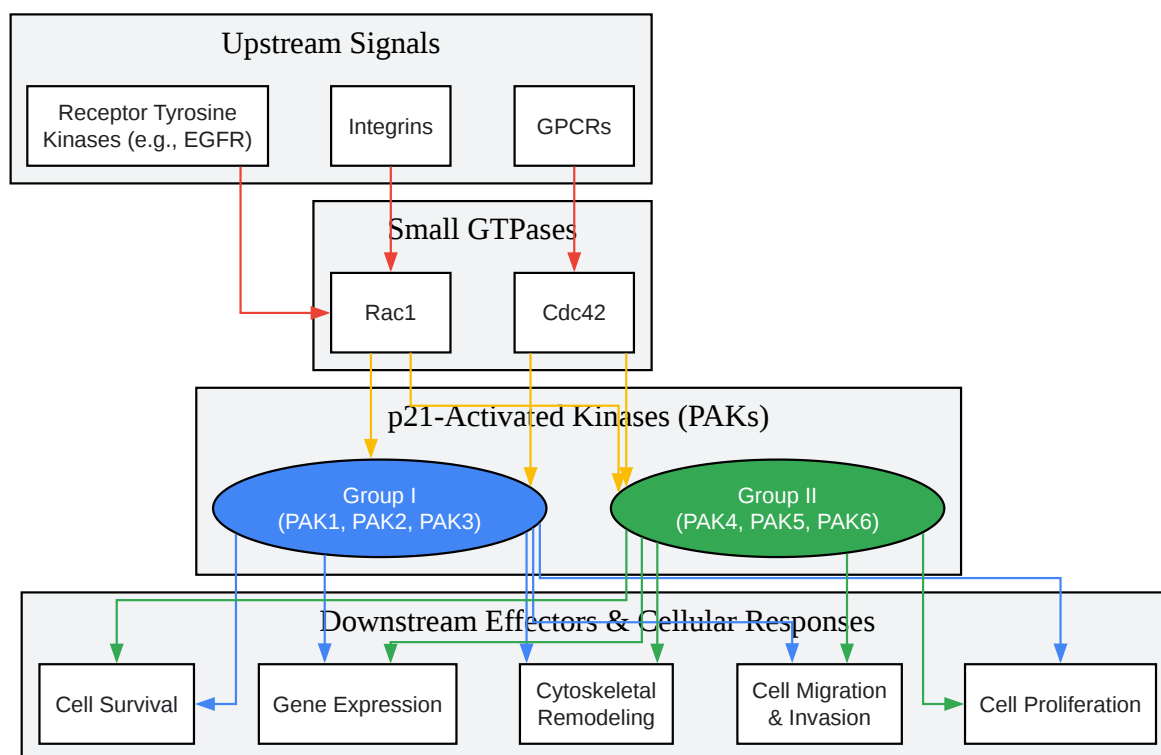 Upstream Signals
Receptor Tyrosine
Kinases (e.g., EGFR)
Integrins
GPCRs
Small GTPases
Rac1
Cdc42
p21-Activated Kinases (PAKs)
Group I
(PAK1, PAK2, PAK3)
Group II
(PAK4, PAK5, PAK6)
Downstream Effectors & Cellular Responses
Cell Survival
Gene Expression
Cytoskeletal
Remodeling
Cell Migration
& Invasion
Cell Proliferation